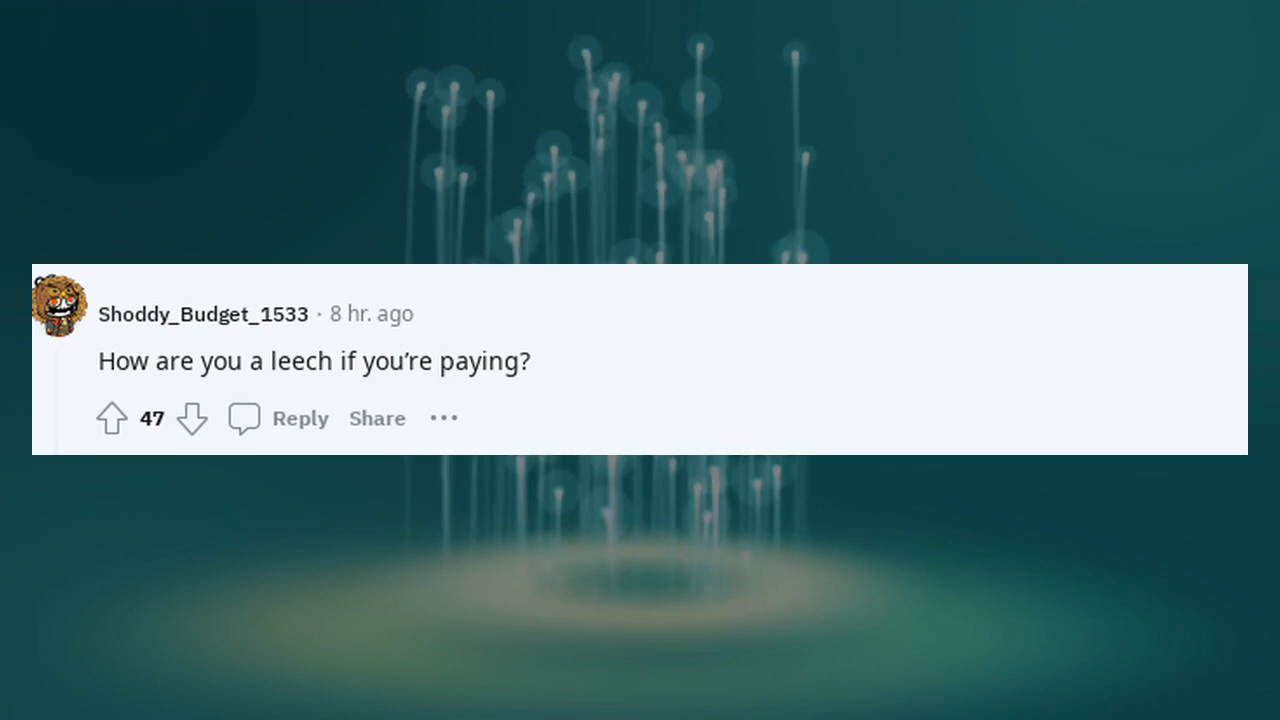 Shoddy_Budget_1533 · 8 hr. ago
How are you a leech if you’re paying?
47 Reply Share ···